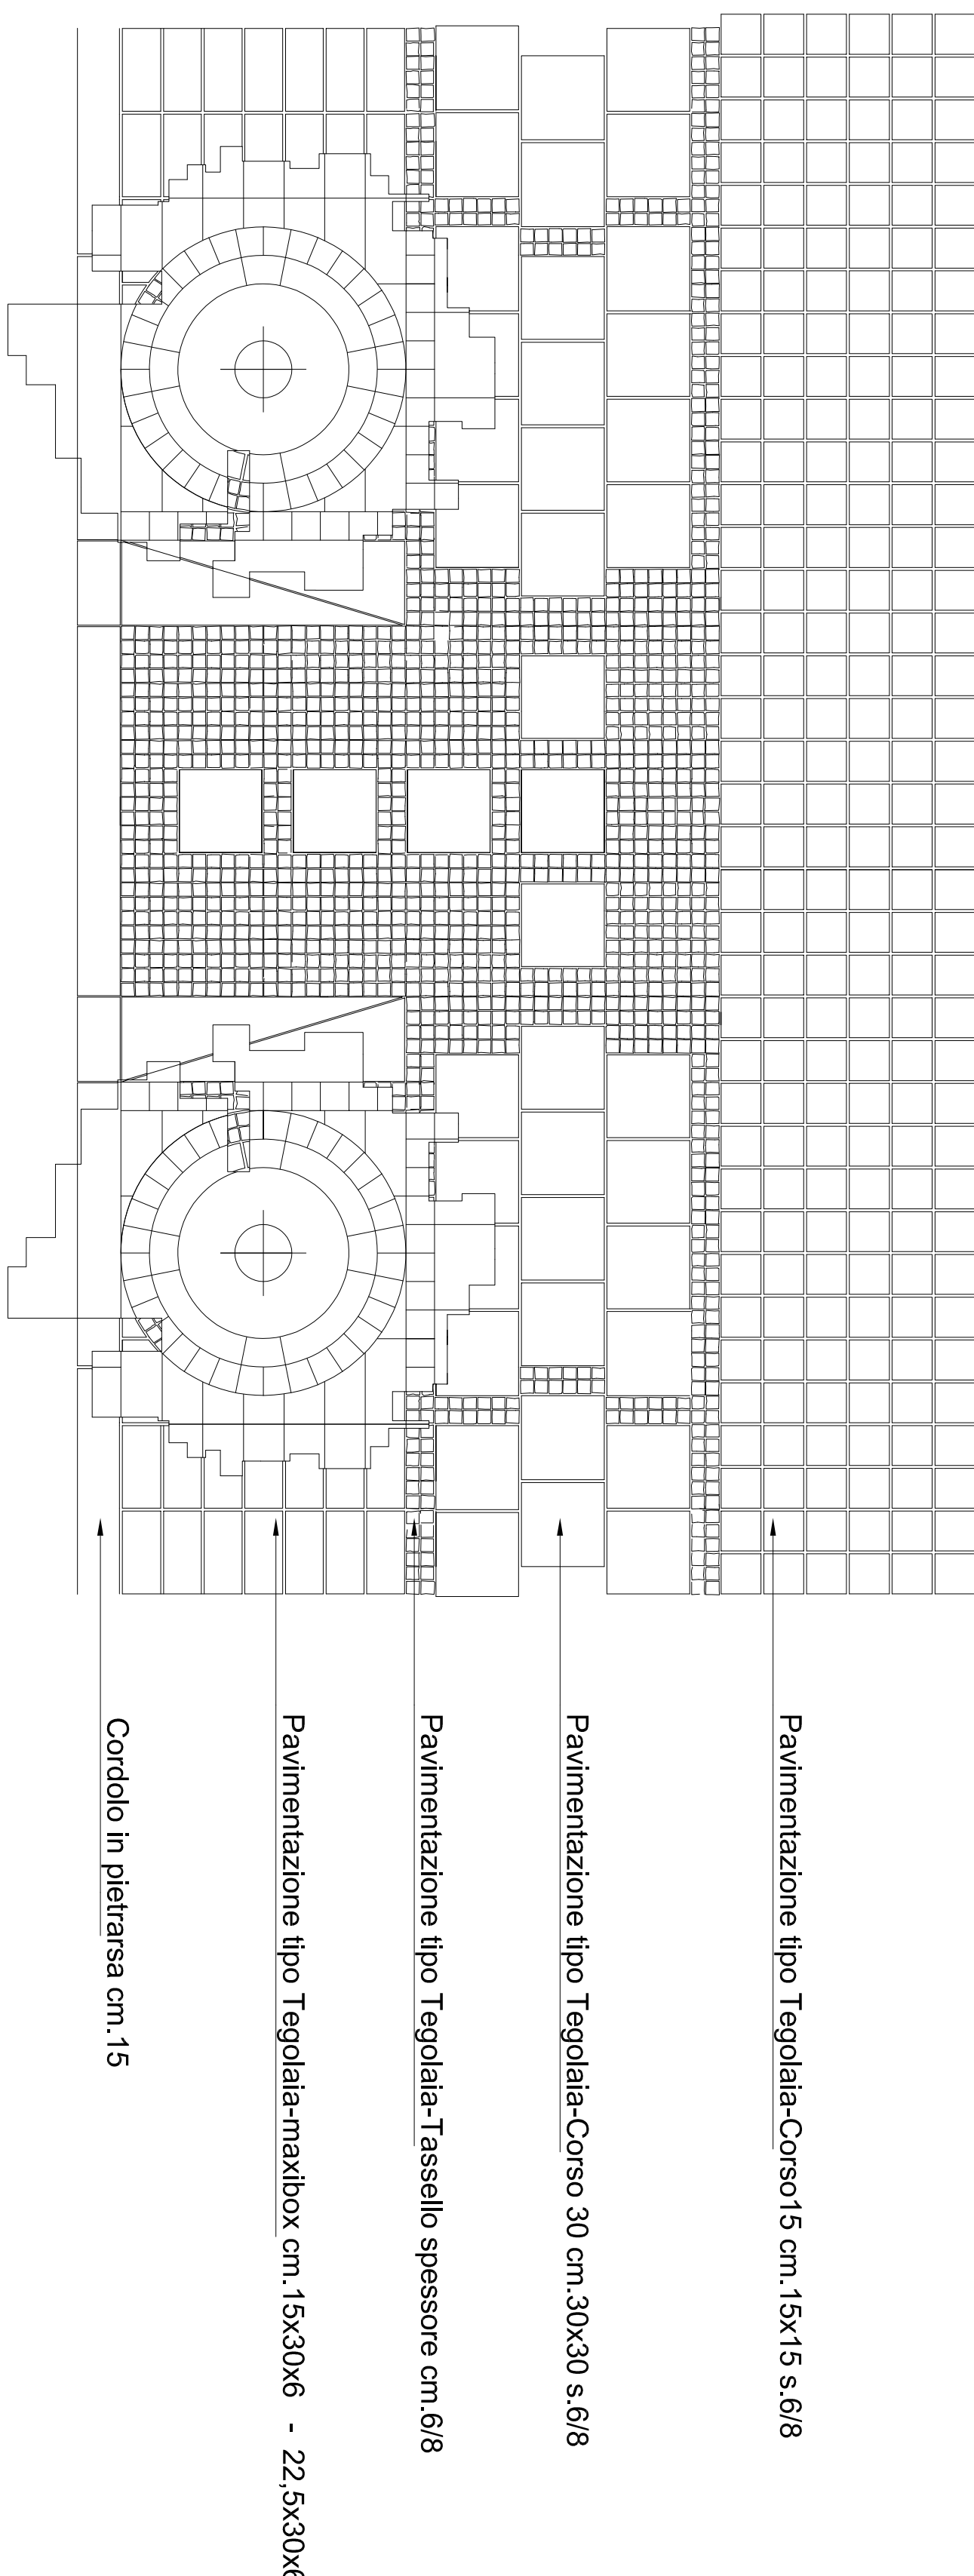 Pavimentazione tipo Tegolaia-Corso15 cm.15x15 s.6/8
Pavimentazione tipo Tegolaia-Corso 30 cm.30x30 s.6/8
Pavimentazione tipo Tegolaia-Tassello spessore cm.6/8
Pavimentazione tipo Tegolaia-maxibox cm.15x30x6 - 22,5x30x6
Cordolo in pietrarsa cm.15